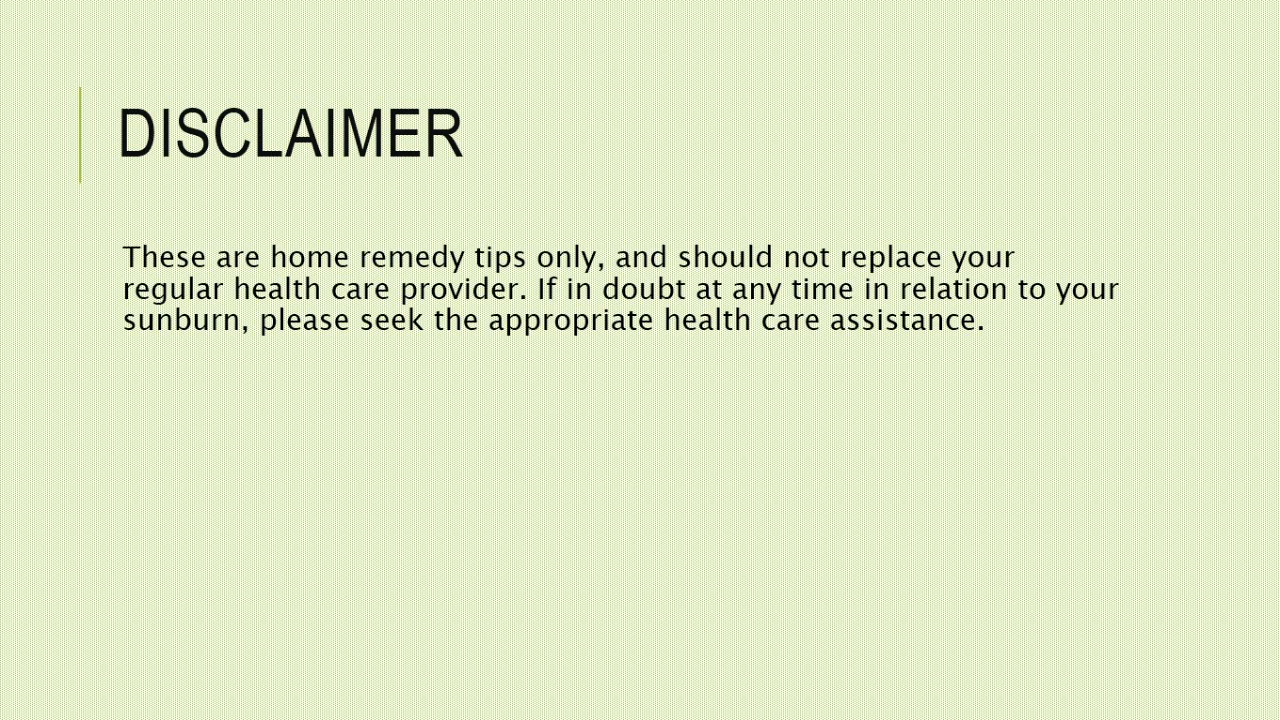 DISCLAIMER
These are home remedy tips only, and should not replace your
regular health care provider. If in doubt at any time in relation to your
sunburn, please seek the appropriate health care assistance.